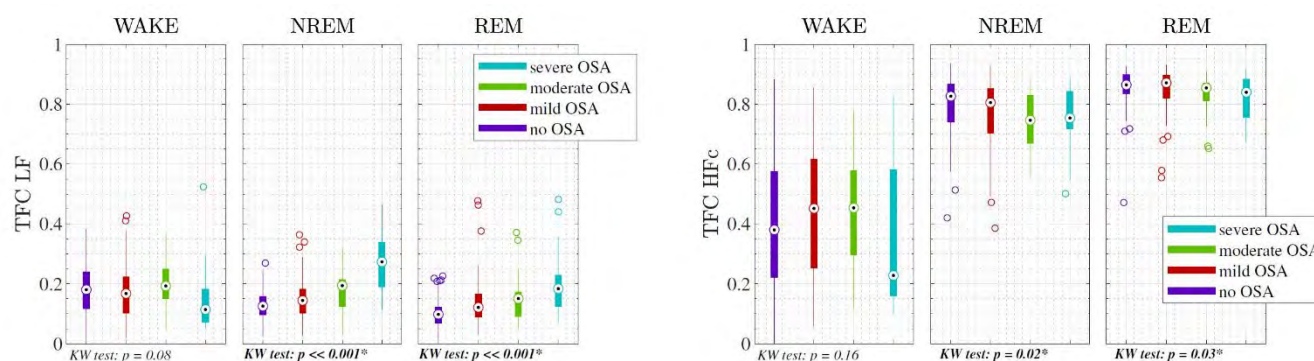 WAKE NREM REM
TFC LF
1
0.8
0.6
0.4
0.2
0
severe OSA
moderate OSA
mild OSA
no OSA
KW test: p = 0.08 KW test: p << 0.001* KW test: p << 0.001*
WAKE NREM REM
TFC HFc
1
0.8
0.6
0.4
0.2
0
severe OSA
moderate OSA
mild OSA
no OSA
KW test: p = 0.16 KW test: p = 0.02* KW test: p = 0.03*